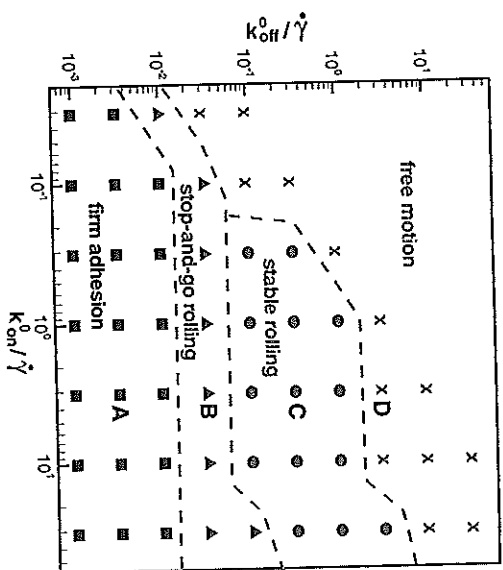 k⁰off/γ̇
10¹
free motion
D
10⁰
stable rolling
C
10⁻¹
stop-and-go rolling
B
10⁻²
firm adhesion
A
10⁻³
10⁻¹
10⁰
10¹
k⁰on/γ̇